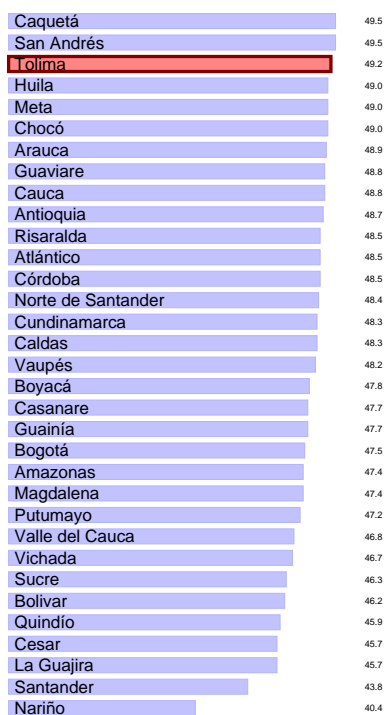 Caquetá 49.5
San Andrés 49.5
Tolima 49.2
Huila 49.0
Meta 49.0
Chocó 49.0
Arauca 48.9
Guaviare 48.8
Cauca 48.8
Antioquia 48.7
Risaralda 48.5
Atlántico 48.5
Córdoba 48.5
Norte de Santander 48.4
Cundinamarca 48.3
Caldas 48.3
Vaupés 48.2
Boyacá 47.8
Casanare 47.7
Guainía 47.7
Bogotá 47.5
Amazonas 47.4
Magdalena 47.4
Putumayo 47.2
Valle del Cauca 46.8
Vichada 46.7
Sucre 46.3
Bolivar 46.2
Quindío 45.9
Cesar 45.7
La Guajira 45.7
Santander 43.8
Nariño 40.4